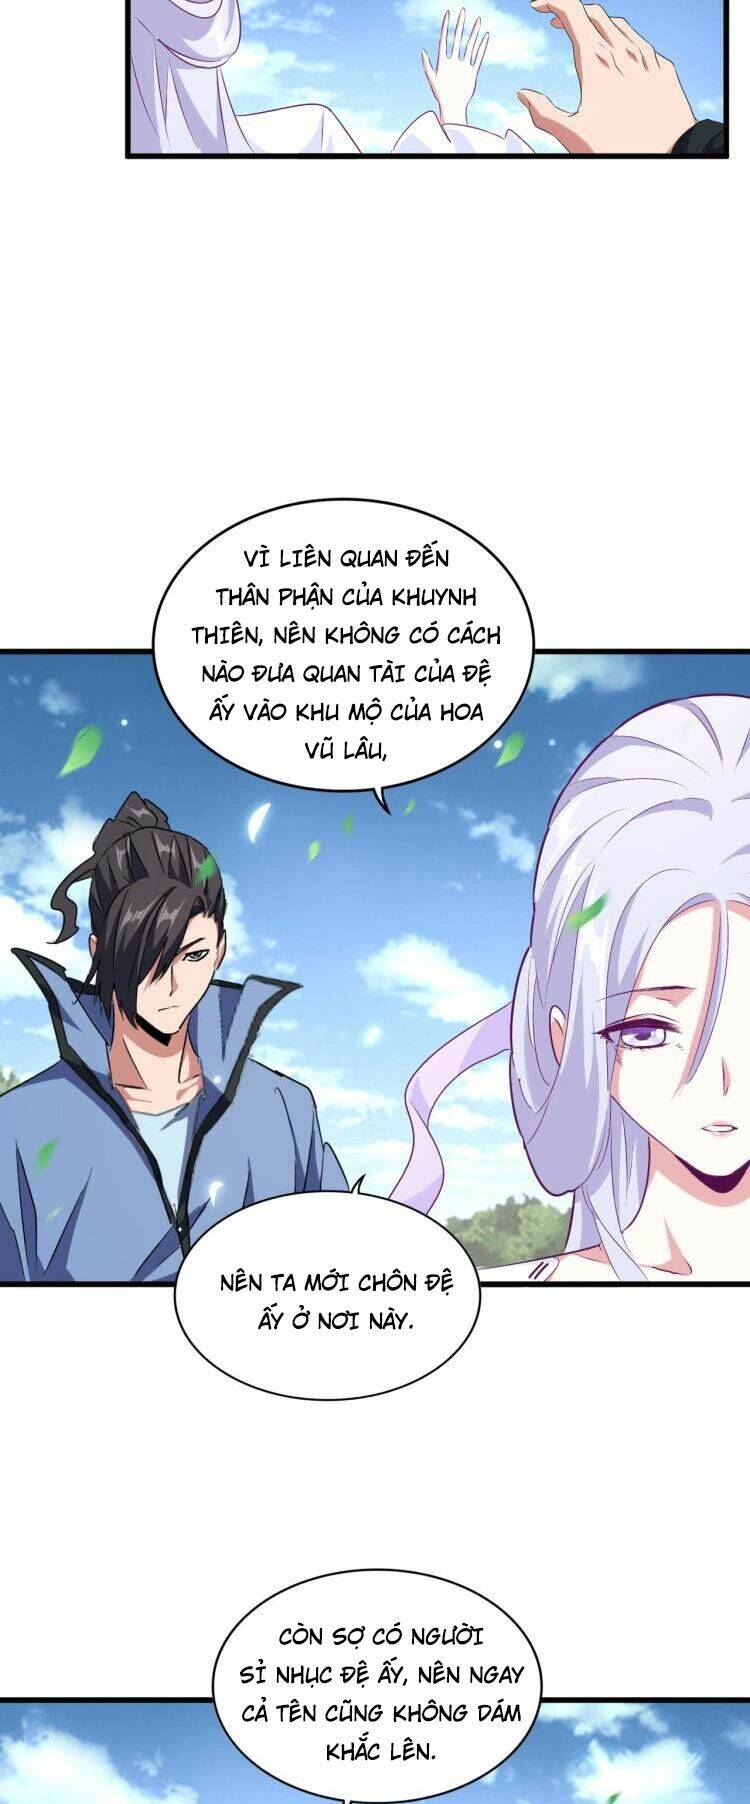 VÌ LIÊN QUAN ĐẾN
THÂN PHẬN CỦA KHUYNH
THIÊN, NÊN KHÔNG CÓ CÁCH
NÀO ĐƯA QUAN TÀI CỦA ĐỆ
ẤY VÀO KHU MỘ CỦA HOA
VŨ LÂU,
NÊN TA MỚI CHÔN ĐỆ
ẤY Ở NƠI NÀY.
CÒN SỢ CÓ NGƯỜI
SỈ NHỤC ĐỆ ẤY, NÊN NGAY
CẢ TÊN CŨNG KHÔNG DÁM
KHẮC LÊN.